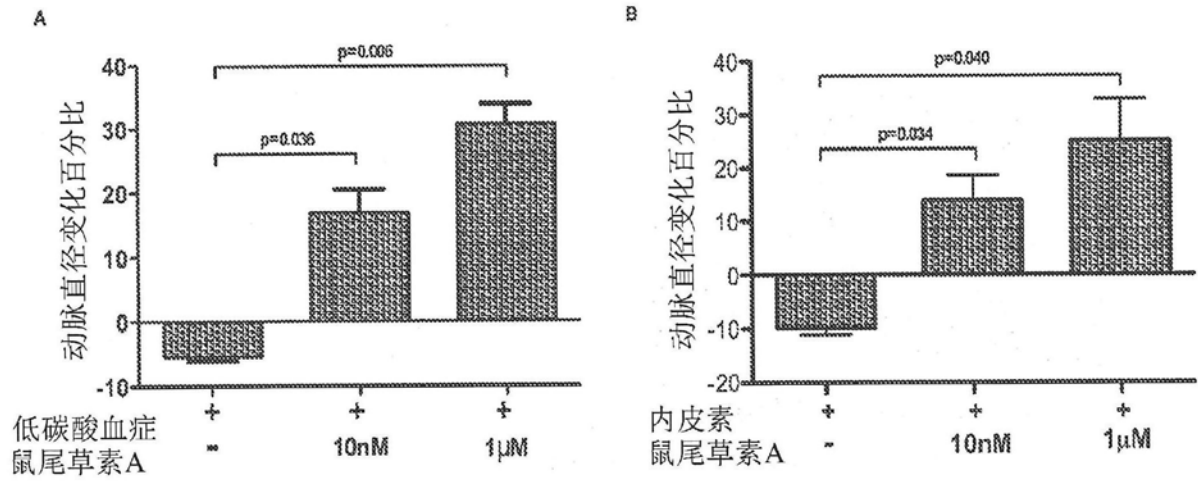 A
p=0.006
p=0.036
40
30
20
10
0
-10
动脉直径变化百分比
+ + +
- 10nM 1μM
低碳酸血症
鼠尾草素A
B
p=0.040
p=0.034
40
30
20
10
0
-10
-20
动脉直径变化百分比
+ + +
- 10nM 1μM
内皮素
鼠尾草素A